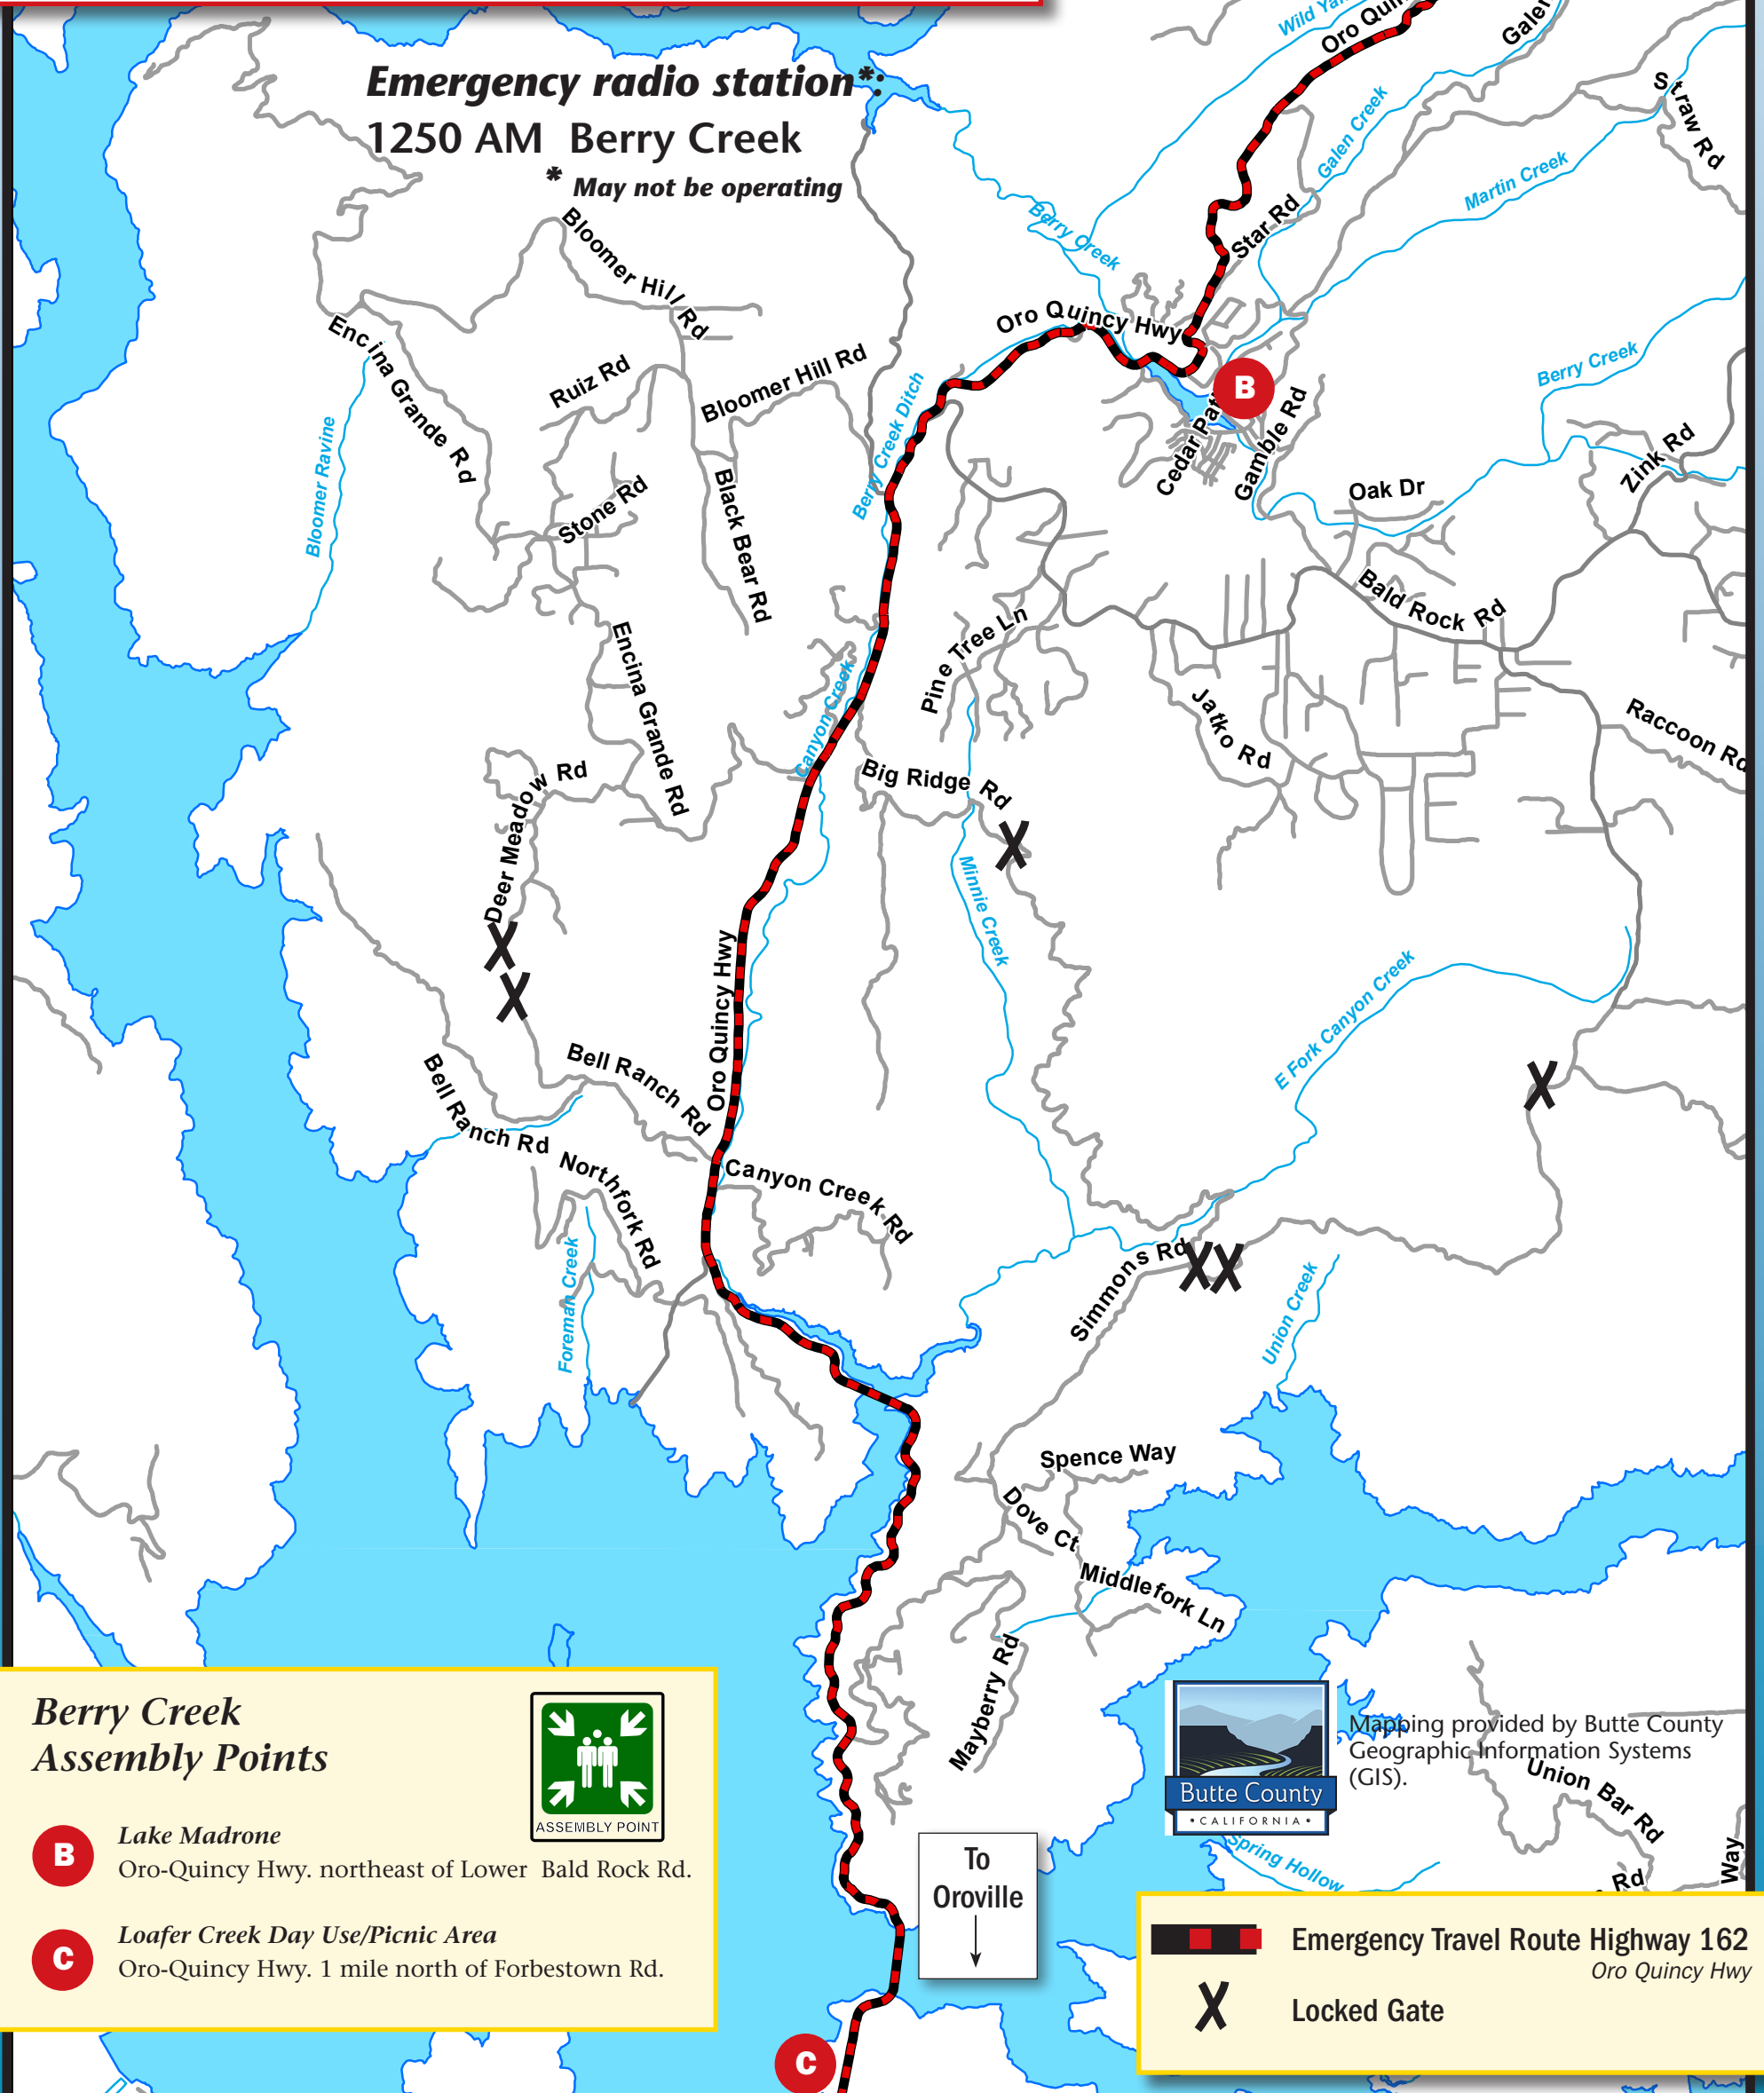 Emergency radio station*:
1250 AM Berry Creek
* May not be operating
Oro Quin
Galen
Straw Rd
Galen Creek
Martin Creek
Berry Creek
Star Rd
Bloomer Hill Rd
Oro Quincy Hwy
Encina Grande Rd
Ruiz Rd
Bloomer Hill Rd
Berry Creek
B
Berry Creek Ditch
Bloomer Ravine
Cedar
Gamble Rd
Zink Rd
Oak Dr
Stone Rd
Black Bear Rd
Bald Rock Rd
Pine Tree Ln
Encina Grande Rd
Canyon Creek
Jatko Rd
Raccoon Rd
Big Ridge Rd
Deer Meadow Rd
Minnie Creek
Oro Quincy Hwy
E Fork Canyon Creek
Bell Ranch Rd
Bell Ranch Rd
Northfork Rd
Canyon Creek Rd
Foreman Creek
Simmons Rd
Union Creek
Spence Way
Dove Ct
Middlefork Ln
Mayberry Rd
Berry Creek
Assembly Points
ASSEMBLY POINT
B
Lake Madrone
Oro-Quincy Hwy. northeast of Lower Bald Rock Rd.
C
Loafer Creek Day Use/Picnic Area
Oro-Quincy Hwy. 1 mile north of Forbestown Rd.
Butte County
• CALIFORNIA •
Mapping provided by Butte County
Geographic Information Systems
(GIS).
Union Bar Rd
Spring Hollow
Rd
Way
To
Oroville
Emergency Travel Route Highway 162
Oro Quincy Hwy
Locked Gate
C